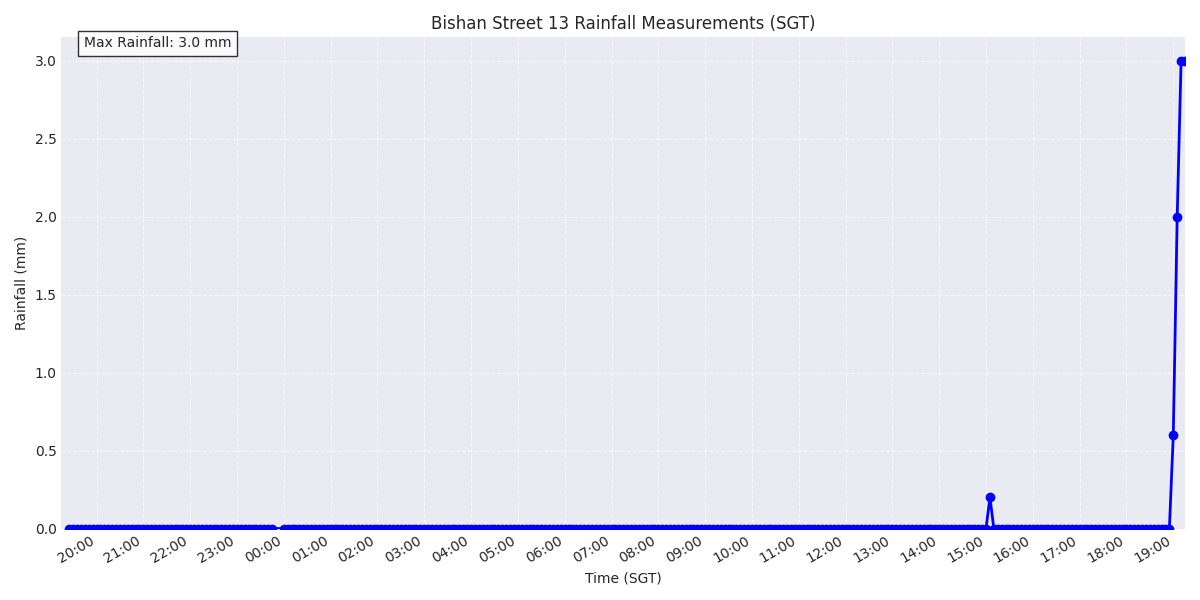 Bishan Street 13 Rainfall Measurements (SGT)
Max Rainfall: 3.0 mm
3.0
2.5
2.0
1.5
1.0
0.5
0.0
Rainfall (mm)
20:00 21:00 22:00 23:00 00:00 01:00 02:00 03:00 04:00 05:00 06:00 07:00 08:00 09:00 10:00 11:00 12:00 13:00 14:00 15:00 16:00 17:00 18:00 19:00
Time (SGT)